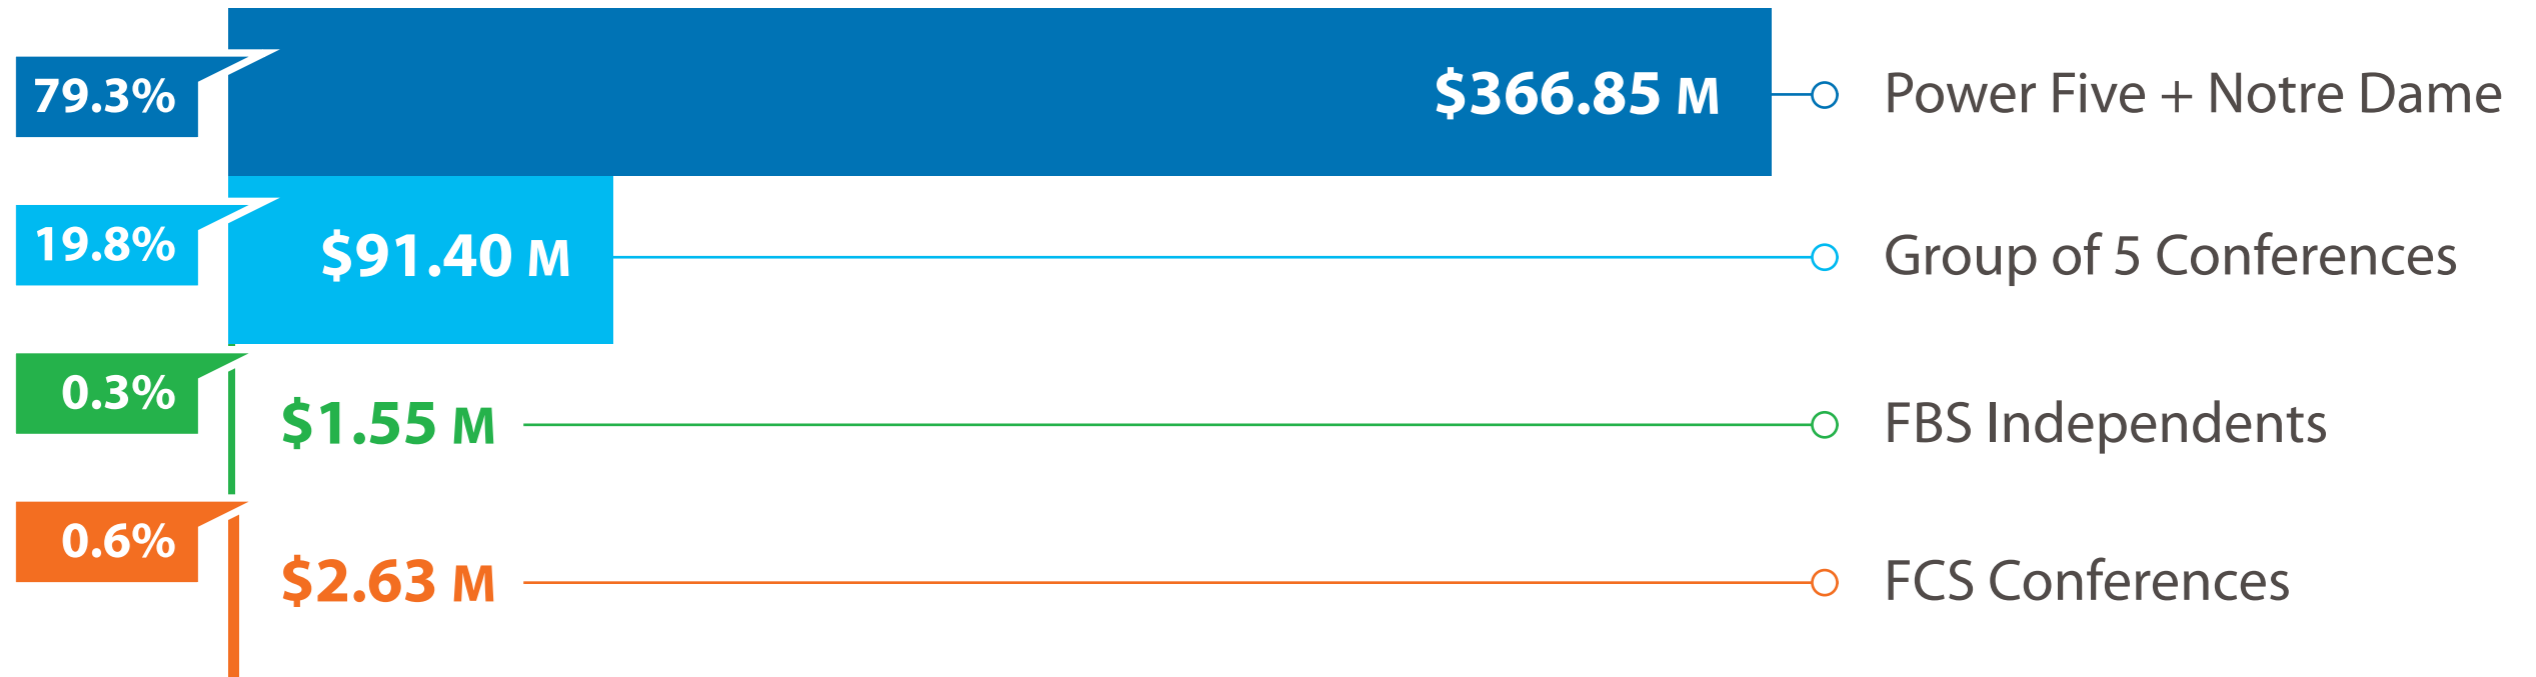 79.3%
$366.85 M
Power Five + Notre Dame
19.8%
$91.40 M
Group of 5 Conferences
0.3%
$1.55 M
FBS Independents
0.6%
$2.63 M
FCS Conferences